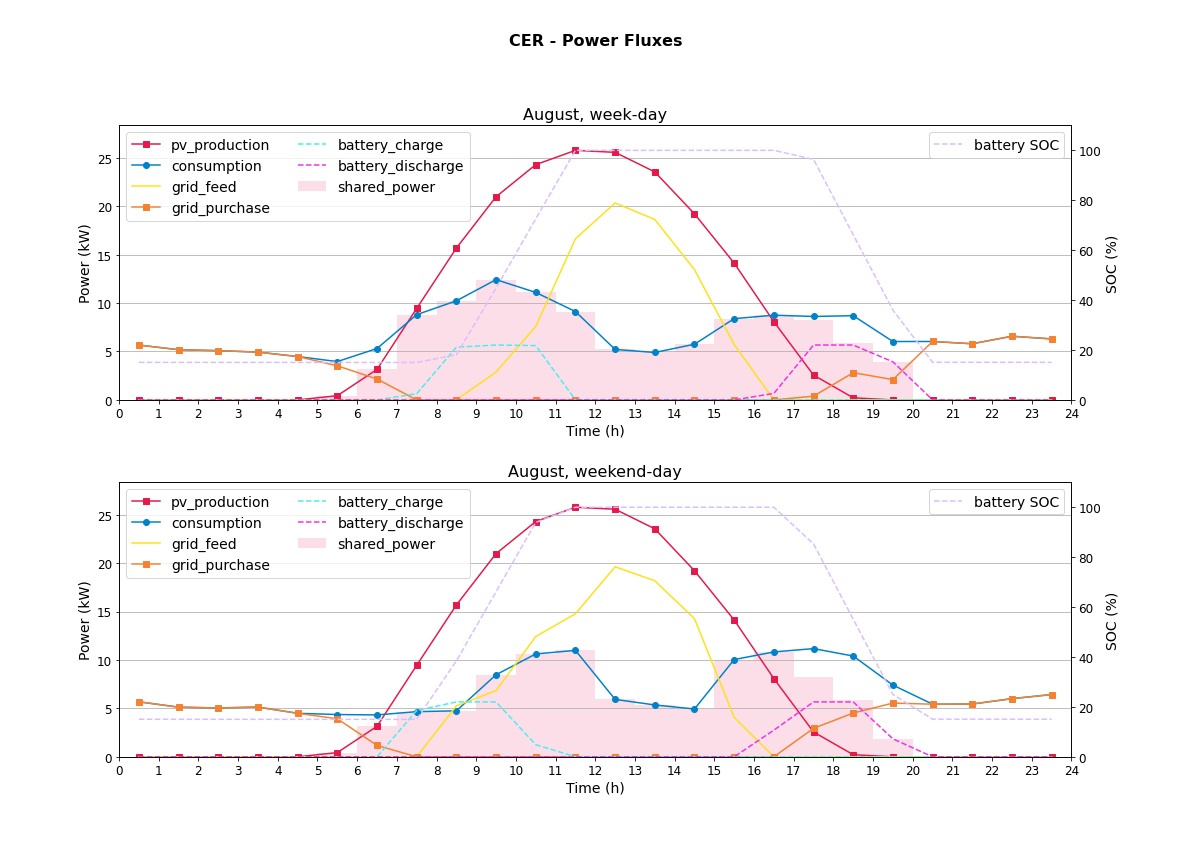 CER - Power Fluxes
August, week-day
pv_production
consumption
grid_feed
grid_purchase
battery_charge
battery_discharge
shared_power
battery SOC
Power (kW)
0
5
10
15
20
25
SOC (%)
0
20
40
60
80
100
0 1 2 3 4 5 6 7 8 9 10 11 12 13 14 15 16 17 18 19 20 21 22 23 24
Time (h)
August, weekend-day
pv_production
consumption
grid_feed
grid_purchase
battery_charge
battery_discharge
shared_power
battery SOC
Power (kW)
0
5
10
15
20
25
SOC (%)
0
20
40
60
80
100
0 1 2 3 4 5 6 7 8 9 10 11 12 13 14 15 16 17 18 19 20 21 22 23 24
Time (h)